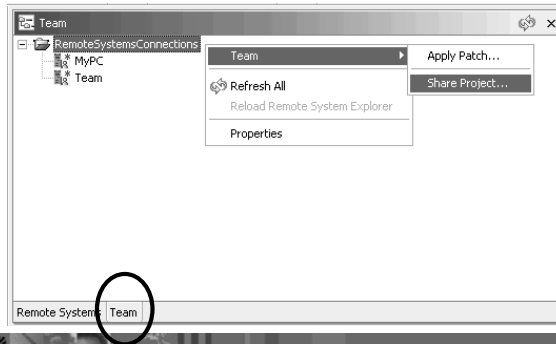 Team
RemoteSystemsConnections
MyPC
Team
Team
Refresh All
Reload Remote System Explorer
Properties
Apply Patch...
Share Project...
Remote Systems
Team